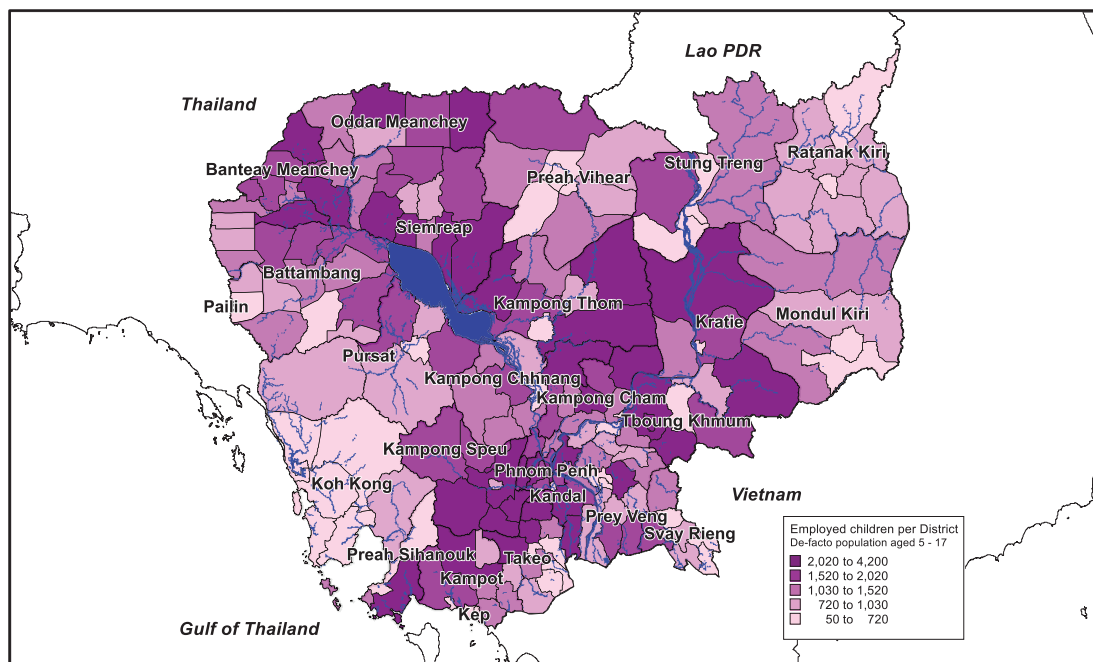 Lao PDR
Thailand
Oddar Meanchey
Banteay Meanchey
Stung Treng
Ratanak Kiri
Preah Vihear
Siemreap
Battambang
Pailin
Kampong Thom
Mondul Kiri
Kratie
Pursat
Kampong Chhnang
Kampong Cham
Tboung Khmum
Kampong Speu
Phnom Penh
Koh Kong
Kandal
Vietnam
Prey Veng
Svay Rieng
Preah Sihanouk
Takeo
Kampot
Kep
Gulf of Thailand
Employed children per District
De-facto population aged 5 - 17
2,020 to 4,200
1,520 to 2,020
1,030 to 1,520
720 to 1,030
50 to 720